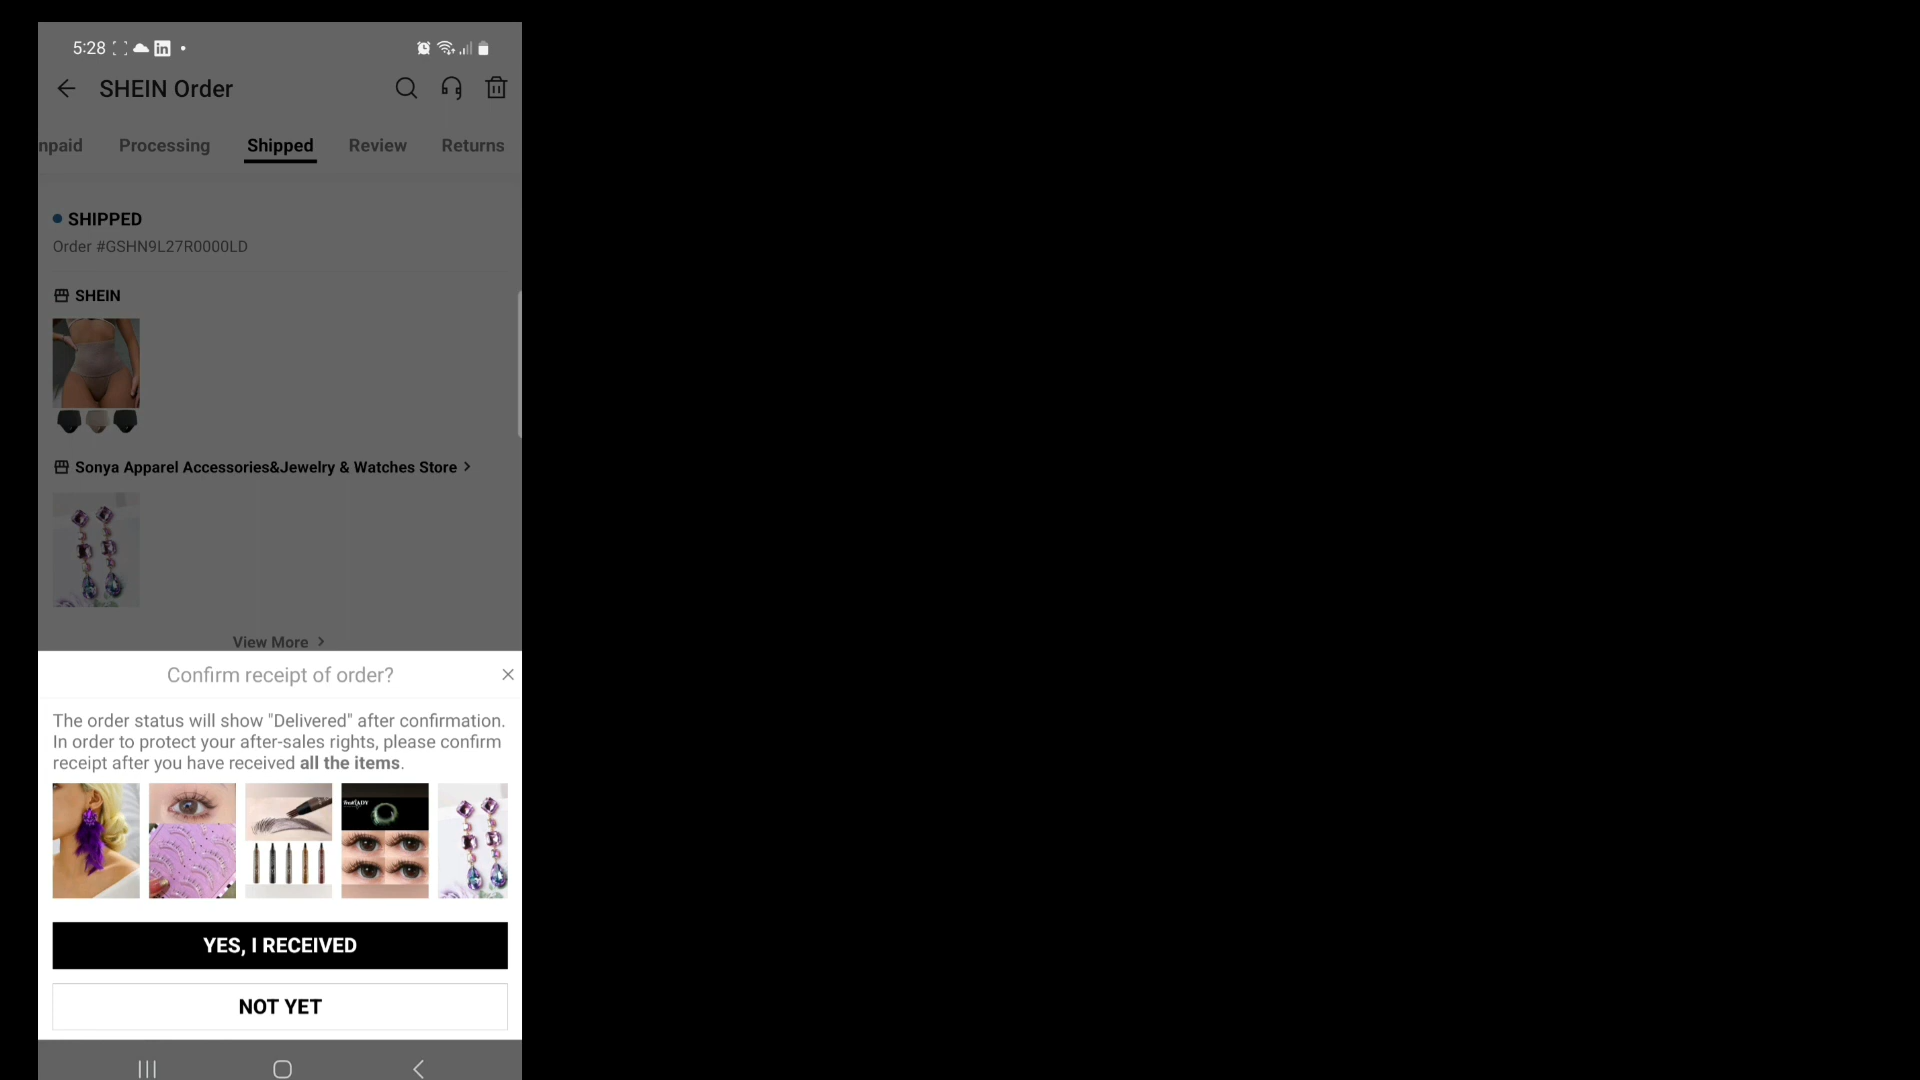 5:28
SHEIN Order
npaid Processing Shipped Review Returns
SHIPPED
Order #GSHN9L27R0000LD
SHEIN
Sonya Apparel Accessories&Jewelry & Watches Store >
View More >
Confirm receipt of order?
The order status will show "Delivered" after confirmation.
In order to protect your after-sales rights, please confirm
receipt after you have received all the items.
YES, I RECEIVED
NOT YET